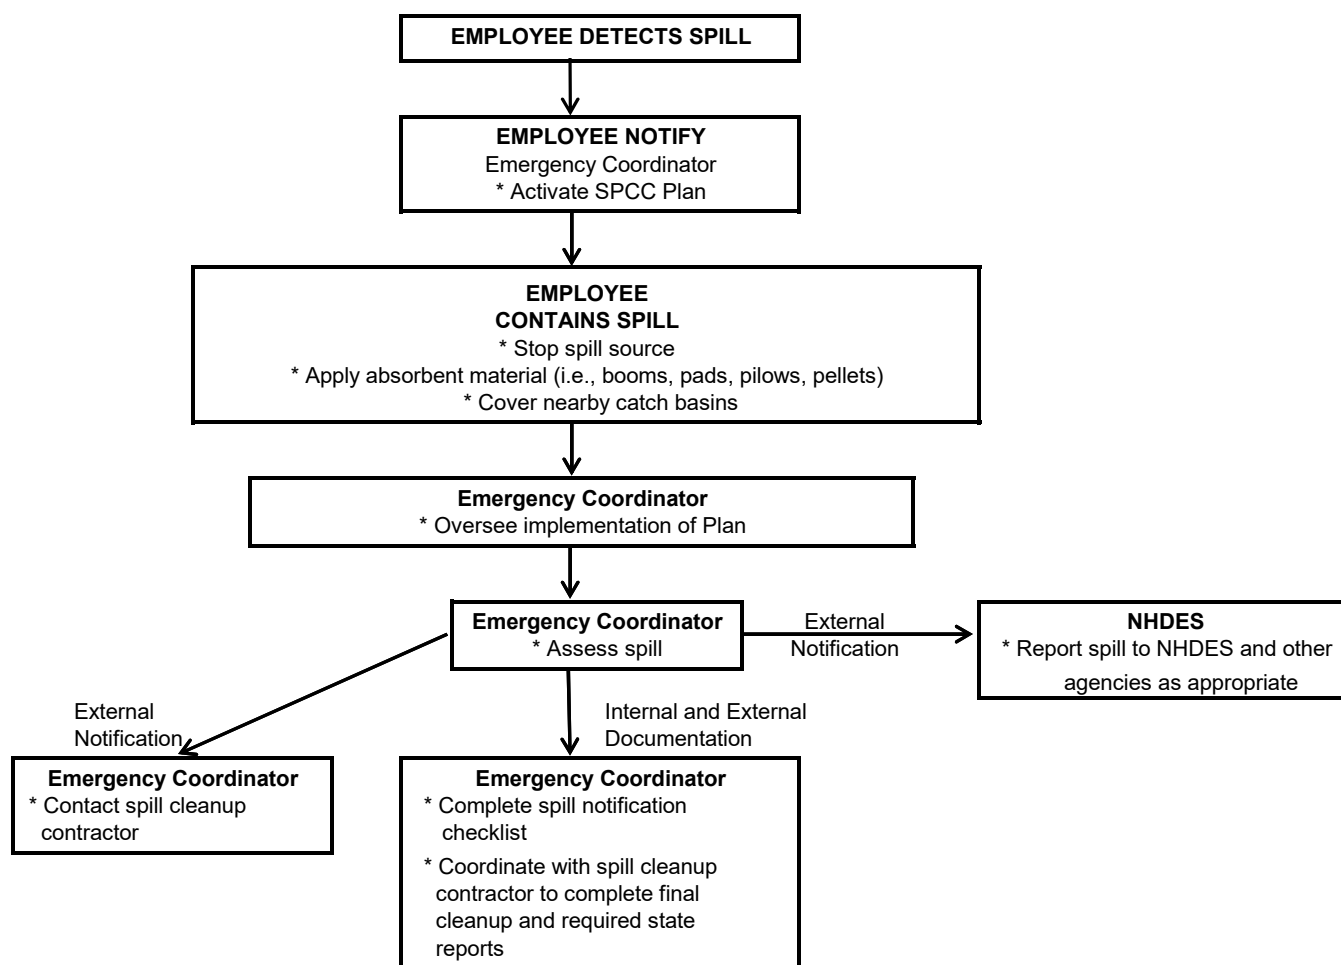 EMPLOYEE DETECTS SPILL
EMPLOYEE NOTIFY
Emergency Coordinator
* Activate SPCC Plan
EMPLOYEE
CONTAINS SPILL
* Stop spill source
* Apply absorbent material (i.e., booms, pads, pilows, pellets)
* Cover nearby catch basins
Emergency Coordinator
* Oversee implementation of Plan
Emergency Coordinator
* Assess spill
External
Notification
NHDES
* Report spill to NHDES and other
agencies as appropriate
External
Notification
Internal and External
Documentation
Emergency Coordinator
* Contact spill cleanup
contractor
Emergency Coordinator
* Complete spill notification
checklist
* Coordinate with spill cleanup
contractor to complete final
cleanup and required state
reports